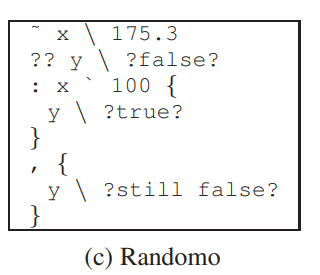 ˜ x \ 175.3
?? y \ ?false?
: x ` 100 {
y \ ?true?
}
, {
y \ ?still false?
}
(c) Randomo